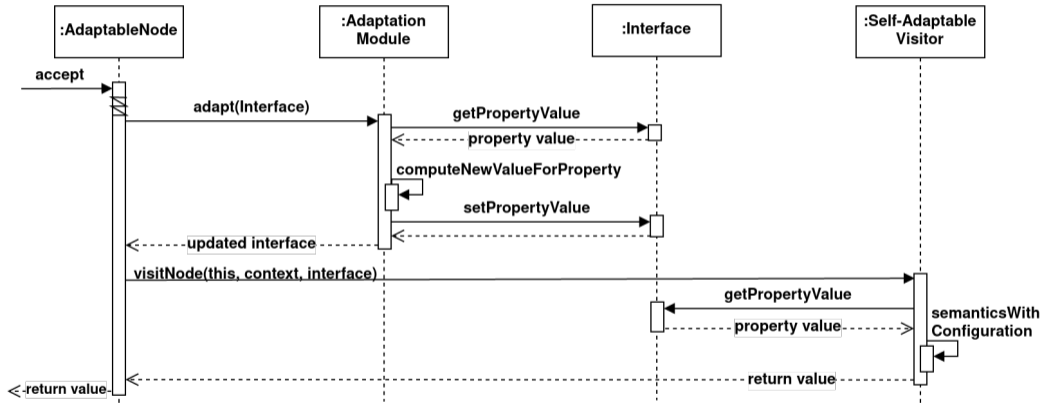 :AdaptableNode
:Adaptation
Module
:Interface
:Self-Adaptable
Visitor
accept
adapt(Interface)
getPropertyValue
property value
computeNewValueForProperty
setPropertyValue
updated interface
visitNode(this, context, interface)
getPropertyValue
semanticsWith
Configuration
property value
return value
return value